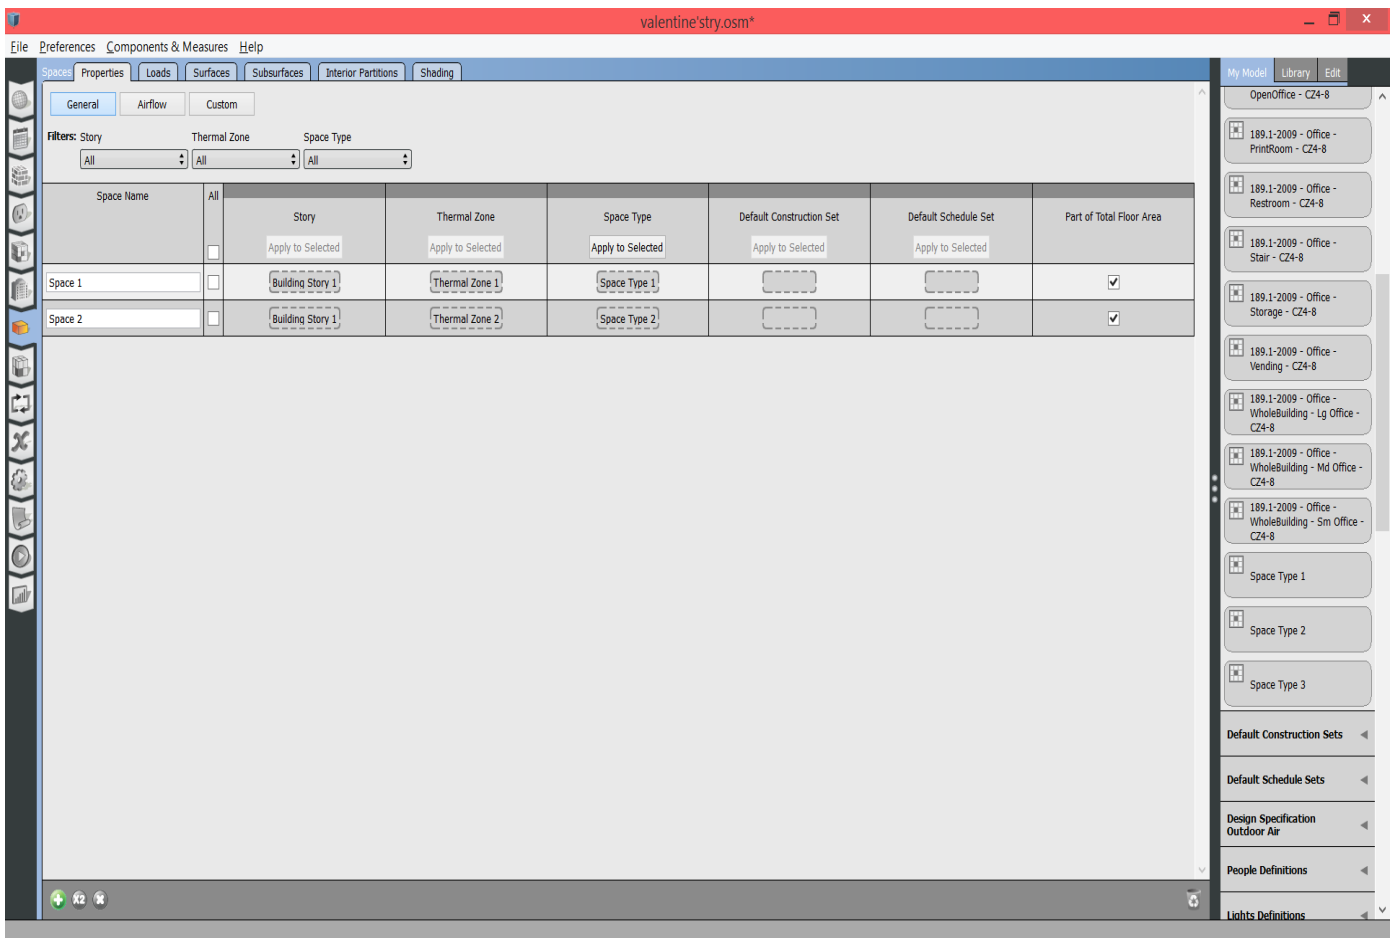 valentine'stry.osm*
File Preferences Components & Measures Help
Spaces Properties Loads Surfaces Subsurfaces Interior Partitions Shading
My Model Library Edit
General Airflow Custom
Filters: Story Thermal Zone Space Type
All All All
Space Name All
Story Thermal Zone Space Type Default Construction Set Default Schedule Set Part of Total Floor Area
Apply to Selected Apply to Selected Apply to Selected Apply to Selected Apply to Selected
Space 1 Building Story 1 Thermal Zone 1 Space Type 1
Space 2 Building Story 1 Thermal Zone 2 Space Type 2
X2
OpenOffice - CZ4-8
189.1-2009 - Office -
PrintRoom - CZ4-8
189.1-2009 - Office -
Restroom - CZ4-8
189.1-2009 - Office -
Stair - CZ4-8
189.1-2009 - Office -
Storage - CZ4-8
189.1-2009 - Office -
Vending - CZ4-8
189.1-2009 - Office -
WholeBuilding - Lg Office -
CZ4-8
189.1-2009 - Office -
WholeBuilding - Md Office -
CZ4-8
189.1-2009 - Office -
WholeBuilding - Sm Office -
CZ4-8
Space Type 1
Space Type 2
Space Type 3
Default Construction Sets
Default Schedule Sets
Design Specification
Outdoor Air
People Definitions
Lights Definitions